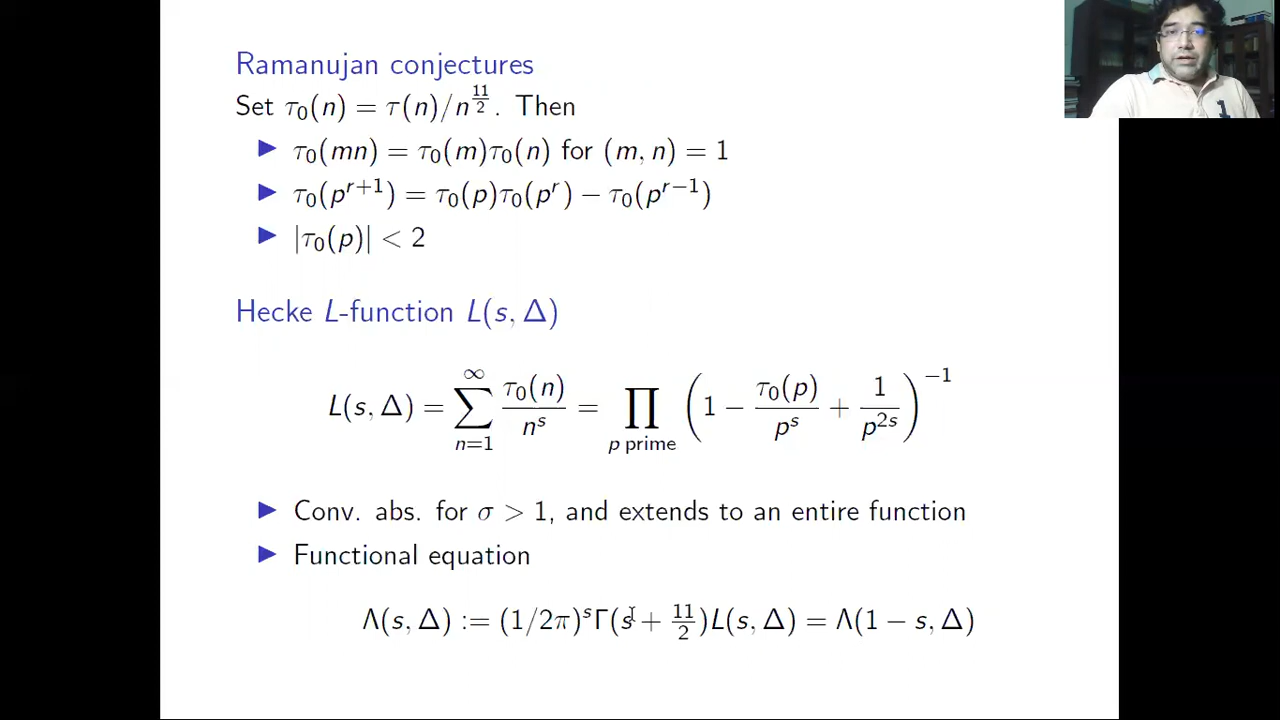 Ramanujan conjectures
Set τ₀(n) = τ(n)/n^{11/2}. Then
▶ τ₀(mn) = τ₀(m)τ₀(n) for (m, n) = 1
▶ τ₀(p^{r+1}) = τ₀(p)τ₀(p^r) − τ₀(p^{r−1})
▶ |τ₀(p)| < 2
Hecke L-function L(s, Δ)
L(s, Δ) = ∑_{n=1}^{∞} τ₀(n)/n^s = ∏_{p prime} (1 − τ₀(p)/p^s + 1/p^{2s})^{−1}
▶ Conv. abs. for σ > 1, and extends to an entire function
▶ Functional equation
Λ(s, Δ) := (1/2π)^s Γ(s + 11/2)L(s, Δ) = Λ(1 − s, Δ)